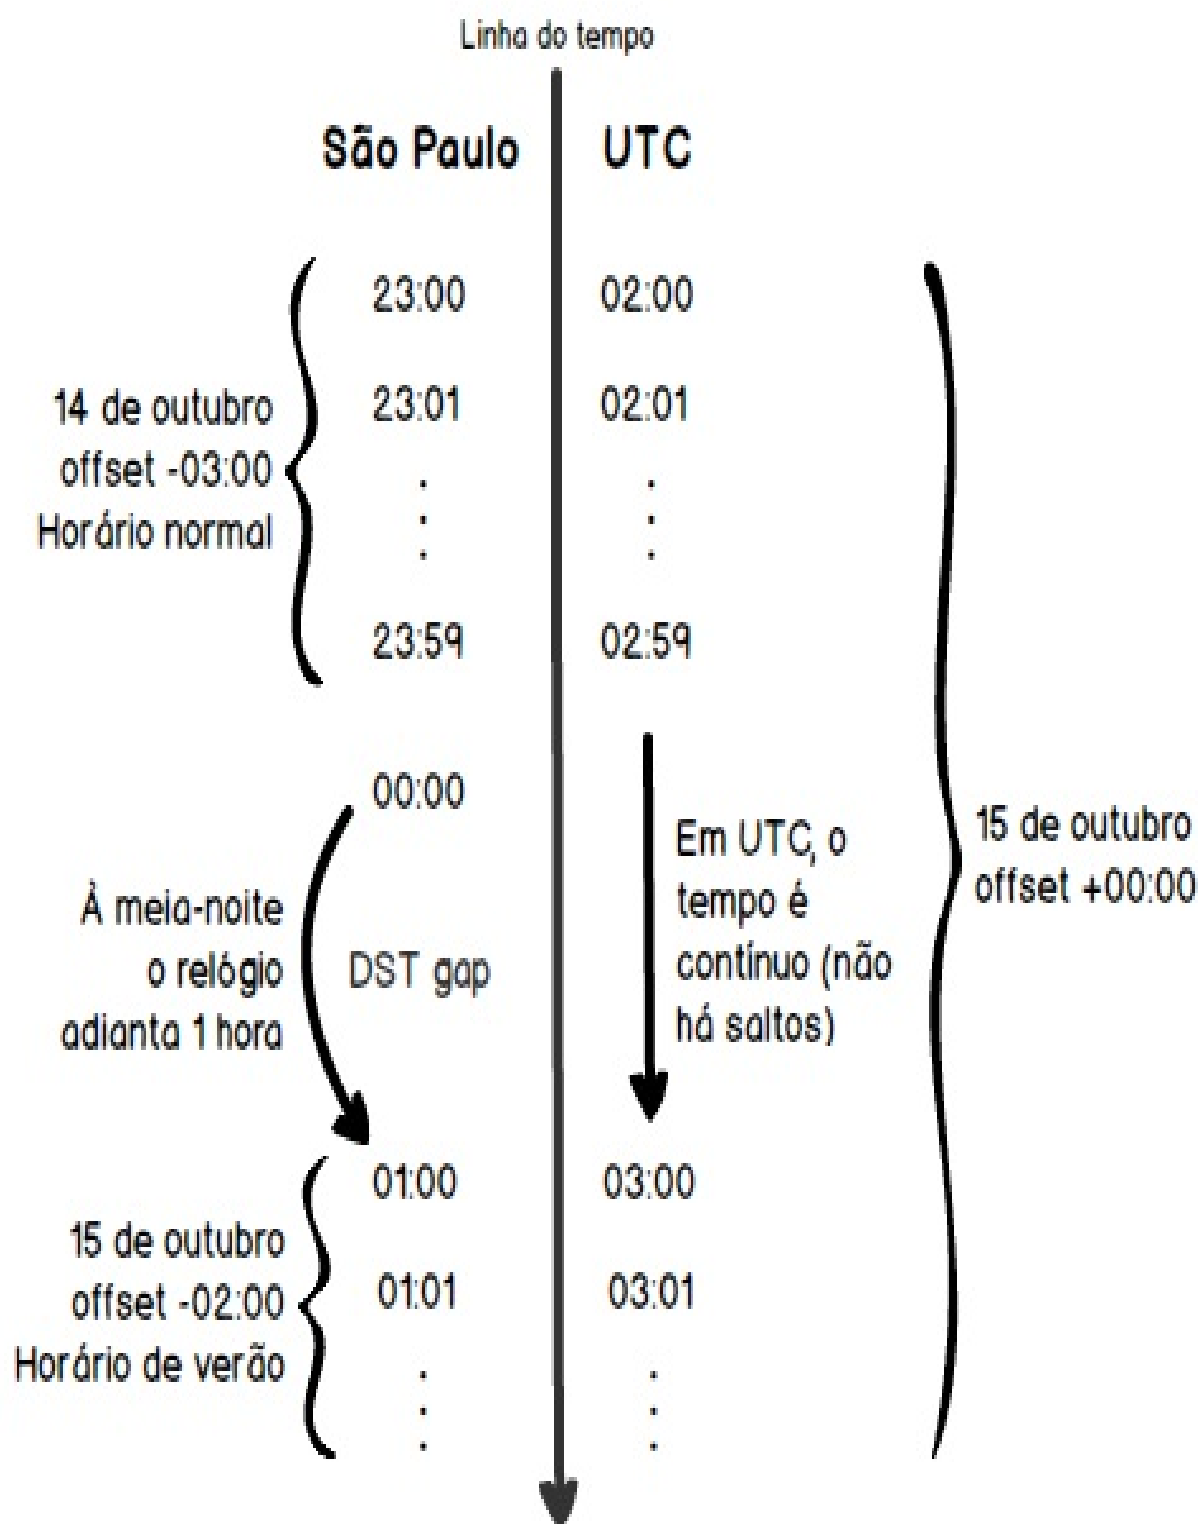 Linha do tempo
São Paulo UTC
23:00 02:00
23:01 02:01
14 de outubro
offset -03:00
Horário normal
23:59 02:59
00:00
À meia-noite
o relógio
adianta 1 hora
DST gap
Em UTC, o
tempo é
contínuo (não
há saltos)
15 de outubro
offset +00:00
01:00 03:00
15 de outubro
offset -02:00
Horário de verão
01:01 03:01